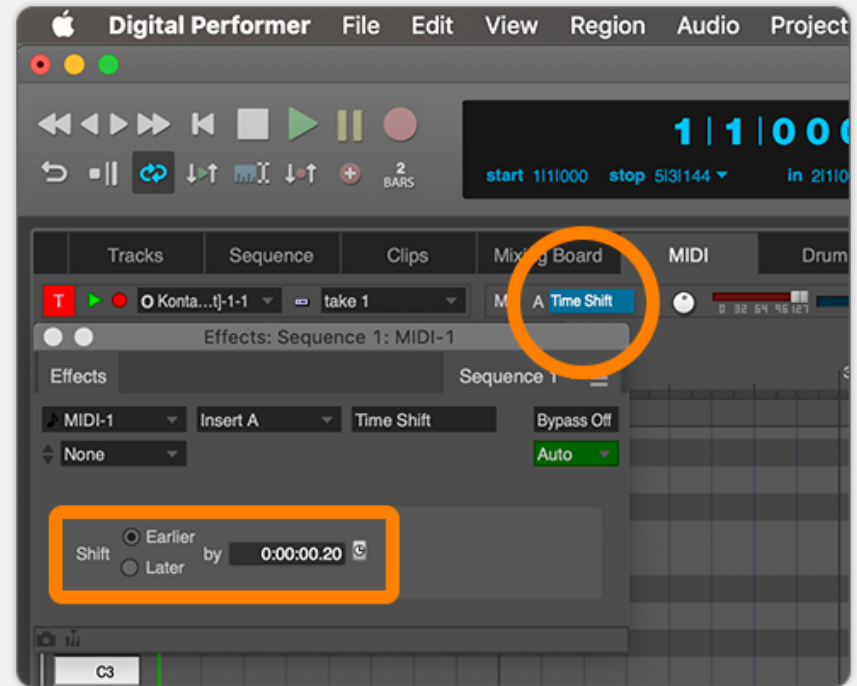 Digital Performer File Edit View Region Audio Project
1|1|000
2
BARS
start 1|1|000 stop 5|3|144 in 2|1|0
Tracks Sequence Clips Mixing Board MIDI Drum
T O Konta...t]-1-1 take 1 M A Time Shift
0 32 64 96 127
Effects: Sequence 1: MIDI-1
Effects Sequence 1
MIDI-1 Insert A Time Shift Bypass Off
None Auto
Earlier
Shift by 0:00:00.20
Later
C3